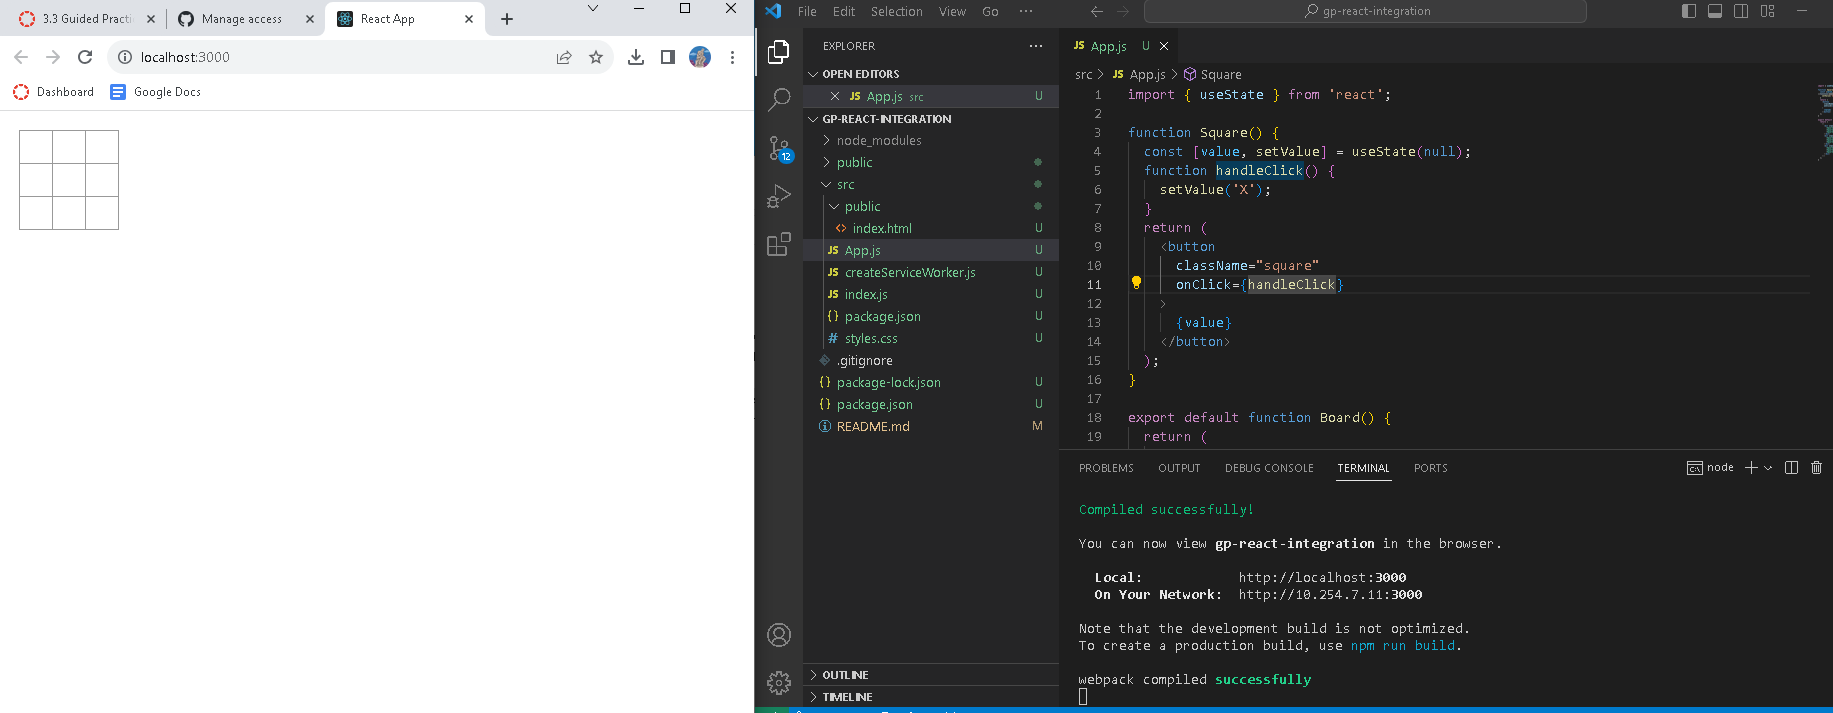 3.3 Guided Practi
Manage access
React App
localhost:3000
Dashboard
Google Docs
File Edit Selection View Go ···
gp-react-integration
EXPLORER
OPEN EDITORS
JS App.js src U
GP-REACT-INTEGRATION
node_modules
public
src
public
<> index.html U
JS App.js U
JS createServiceWorker.js U
JS index.js U
{} package.json U
# styles.css U
.gitignore
{} package-lock.json U
{} package.json U
README.md M
OUTLINE
TIMELINE
12
JS App.js U
src > JS App.js > Square
1 import { useState } from 'react';
2
3 function Square() {
4 const [value, setValue] = useState(null);
5 function handleClick() {
6 setValue('X');
7 }
8 return (
9 <button
10 className="square"
11 onClick={handleClick}
12 >
13 {value}
14 </button>
15 );
16 }
17
18 export default function Board() {
19 return (
PROBLEMS OUTPUT DEBUG CONSOLE TERMINAL PORTS
node
Compiled successfully!
You can now view gp-react-integration in the browser.
Local: http://localhost:3000
On Your Network: http://10.254.7.11:3000
Note that the development build is not optimized.
To create a production build, use npm run build.
webpack compiled successfully